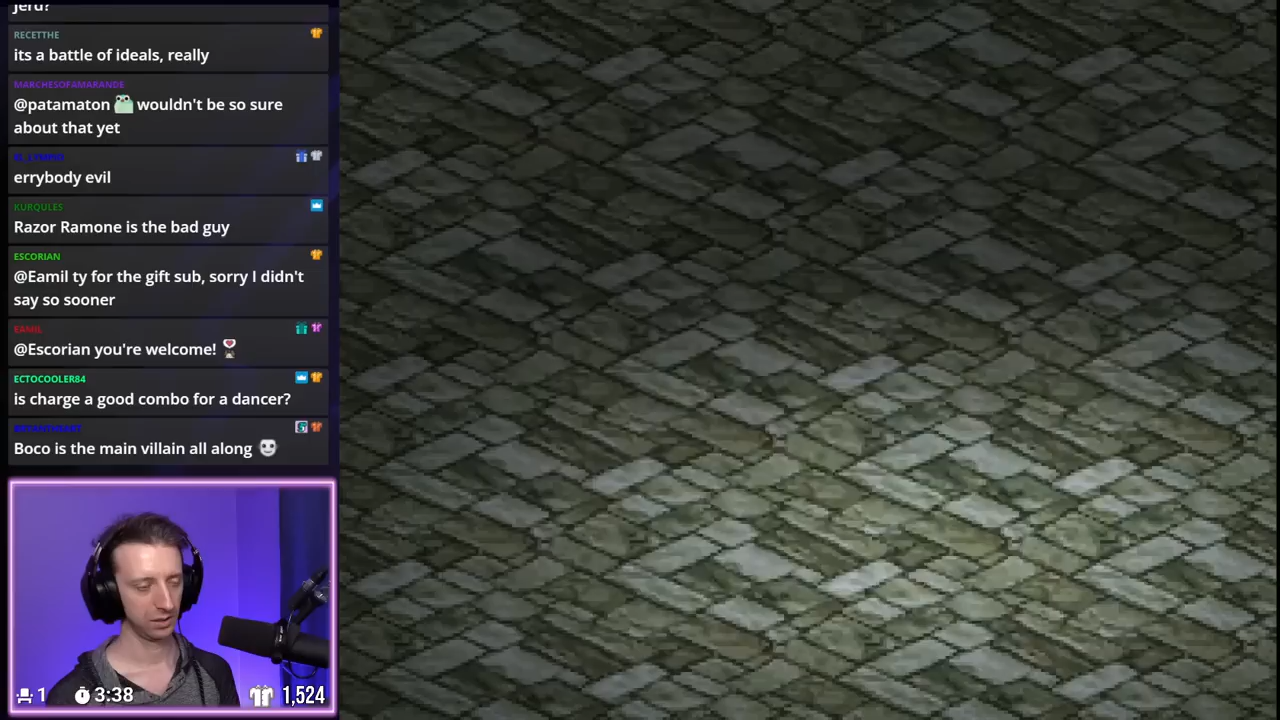 jerd?
RECETTHE
its a battle of ideals, really
MARCHESOFAMARANDE
@patamaton wouldn't be so sure
about that yet
errybody evil
KURQULES
Razor Ramone is the bad guy
ESCORIAN
@Eamil ty for the gift sub, sorry I didn't
say so sooner
EAMIL
@Escorian you're welcome!
ECTOCOOLER84
is charge a good combo for a dancer?
Boco is the main villain all along
1
3:38
1,524